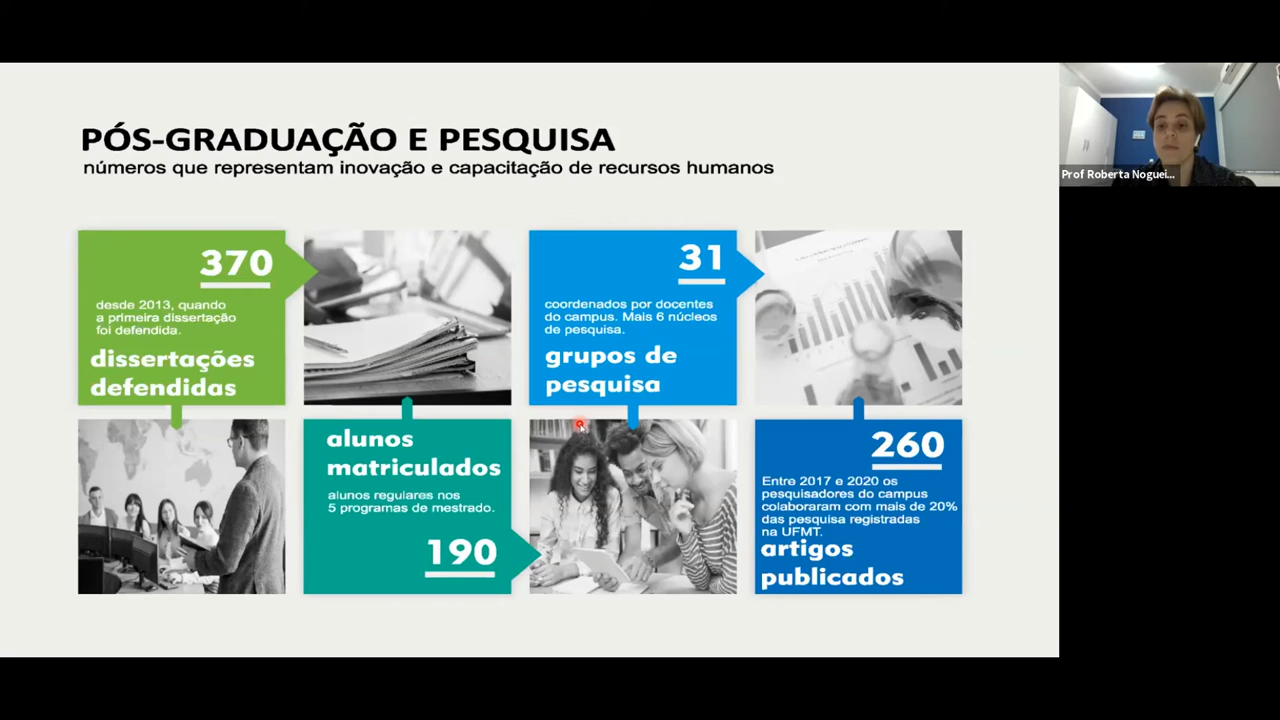 PÓS-GRADUAÇÃO E PESQUISA
números que representam inovação e capacitação de recursos humanos
370
desde 2013, quando
a primeira dissertação
foi defendida.
dissertações
defendidas
31
coordenados por docentes
do campus. Mais 6 núcleos
de pesquisa.
grupos de
pesquisa
alunos
matriculados
alunos regulares nos
5 programas de mestrado.
190
260
Entre 2017 e 2020 os
pesquisadores do campus
colaboraram com mais de 20%
das pesquisa registradas
na UFMT.
artigos
publicados
Prof Roberta Noguei...